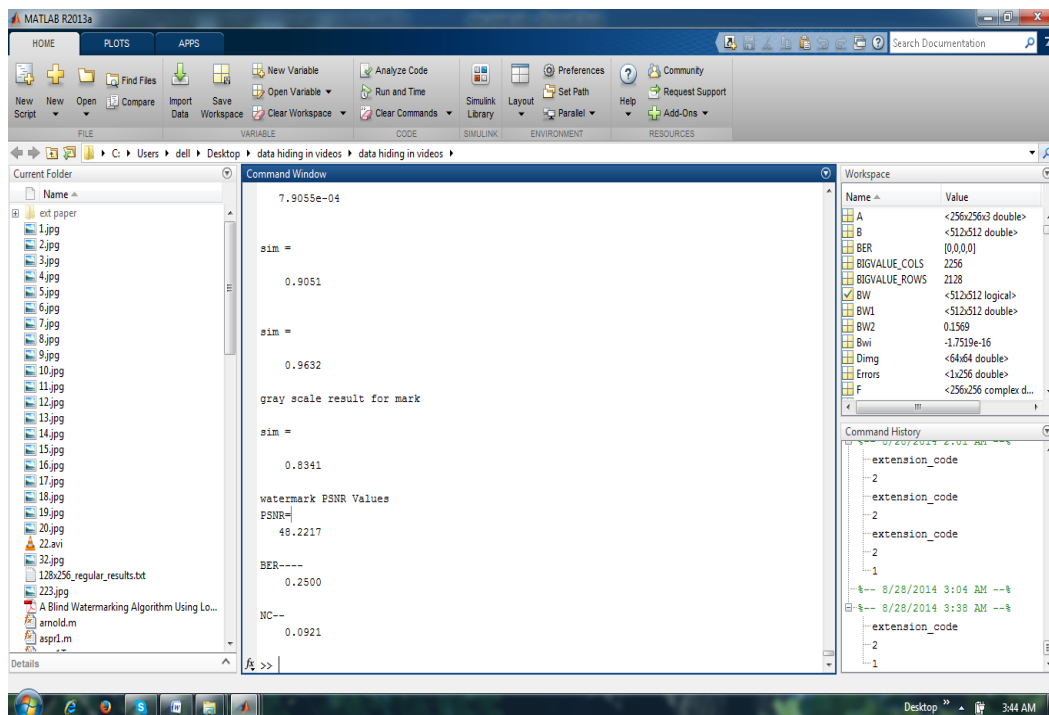 MATLAB R2013a
HOME PLOTS APPS
Search Documentation
New Script
New
Open
Find Files
Compare
Import Data
Save Workspace
New Variable
Open Variable
Clear Workspace
Analyze Code
Run and Time
Clear Commands
Simulink Library
Layout
Preferences
Set Path
Parallel
Help
Community
Request Support
Add-Ons
FILE VARIABLE CODE SIMULINK ENVIRONMENT RESOURCES
C: Users dell Desktop data hiding in videos data hiding in videos
Current Folder
Name
ext paper
1.jpg
2.jpg
3.jpg
4.jpg
5.jpg
6.jpg
7.jpg
8.jpg
9.jpg
10.jpg
11.jpg
12.jpg
13.jpg
14.jpg
15.jpg
16.jpg
17.jpg
18.jpg
19.jpg
20.jpg
22.avi
32.jpg
128x256_regular_results.txt
223.jpg
A Blind Watermarking Algorithm Using Lo...
arnold.m
aspr1.m
Details
Command Window
7.9055e-04
sim =
0.9051
sim =
0.9632
gray scale result for mark
sim =
0.8341
watermark PSNR Values
PSNR=
48.2217
BER----
0.2500
NC--
0.0921
fx >>
Workspace
Name Value
A <256x256x3 double>
B <512x512 double>
BER [0,0,0,0]
BIGVALUE_COLS 2256
BIGVALUE_ROWS 2128
BW <512x512 logical>
BW1 <512x512 double>
BW2 0.1569
Bwi -1.7519e-16
Dimg <64x64 double>
Errors <1x256 double>
F <256x256 complex d...
Command History
%-- 8/28/2014 2:01 AM --%
extension_code
2
extension_code
2
extension_code
2
1
%-- 8/28/2014 3:04 AM --%
%-- 8/28/2014 3:38 AM --%
extension_code
2
1
Desktop 3:44 AM